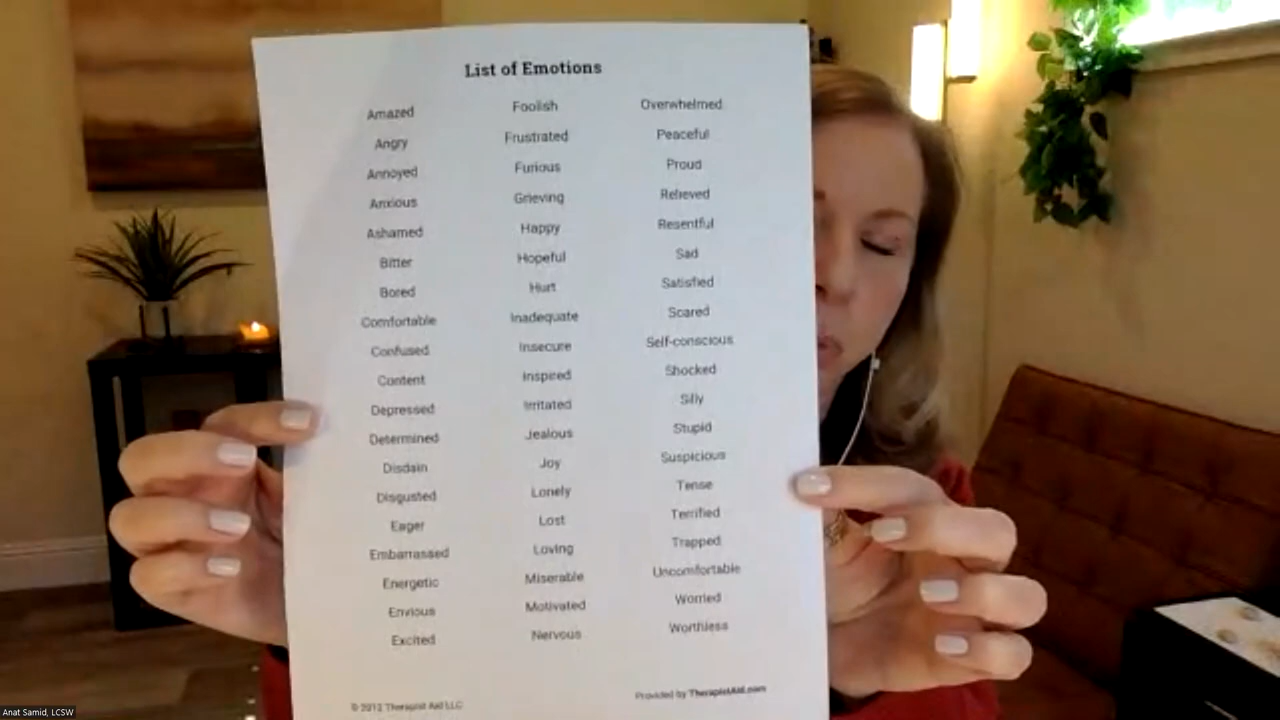 List of Emotions
Amazed
Angry
Annoyed
Anxious
Ashamed
Bitter
Bored
Comfortable
Confused
Content
Depressed
Determined
Disdain
Disgusted
Eager
Embarrassed
Energetic
Envious
Excited
Foolish
Frustrated
Furious
Grieving
Happy
Hopeful
Hurt
Inadequate
Insecure
Inspired
Irritated
Jealous
Joy
Lonely
Lost
Loving
Miserable
Motivated
Nervous
Overwhelmed
Peaceful
Proud
Relieved
Resentful
Sad
Satisfied
Scared
Self-conscious
Shocked
Silly
Stupid
Suspicious
Tense
Terrified
Trapped
Uncomfortable
Worried
Worthless
© 2012 Therapist Aid LLC
Provided by TherapistAid.com
Anat Samid, LCSW